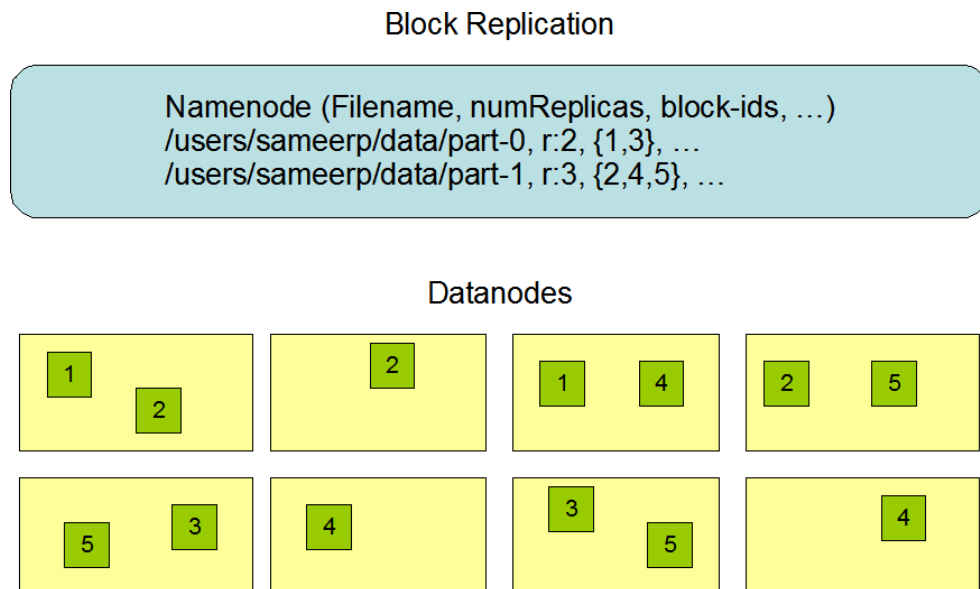 Block Replication
Namenode (Filename, numReplicas, block-ids, …)
/users/sameerp/data/part-0, r:2, {1,3}, …
/users/sameerp/data/part-1, r:3, {2,4,5}, …
Datanodes
1
2
2
1 4
2 5
5 3
4
3
5
4